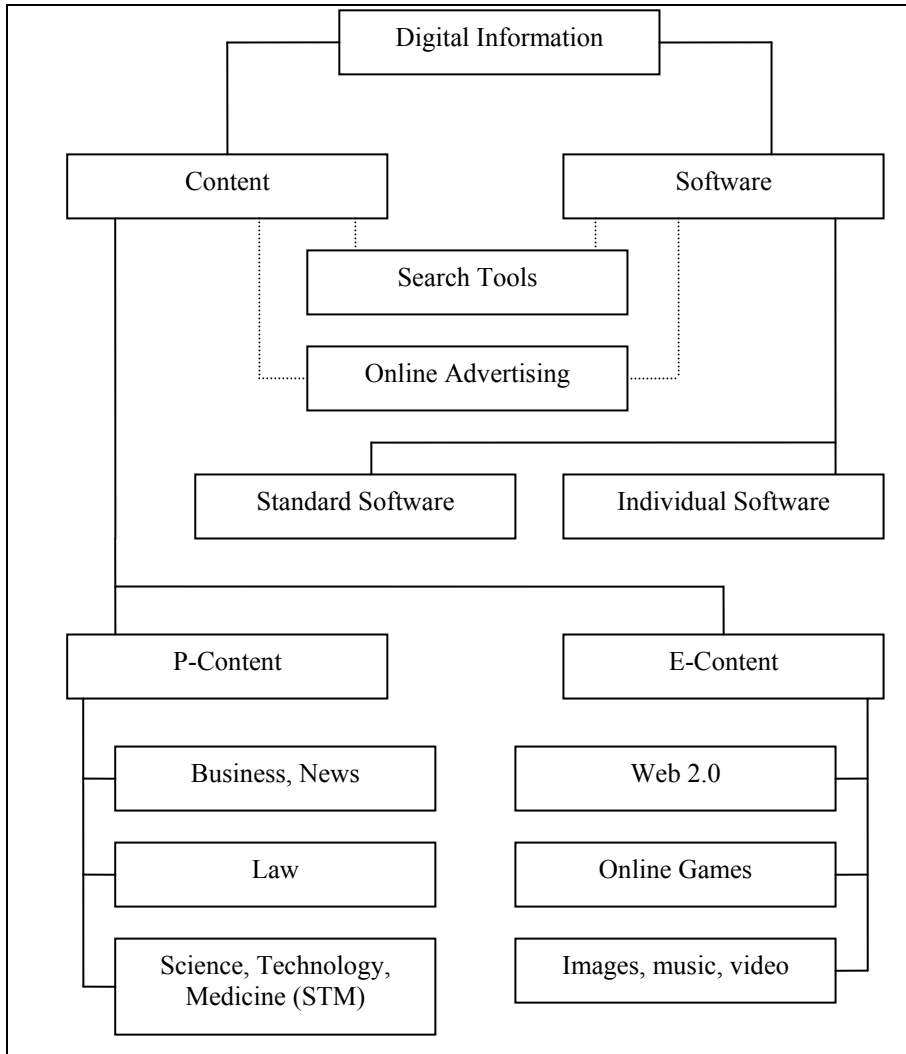 Digital Information
Content
Software
Search Tools
Online Advertising
Standard Software
Individual Software
P-Content
E-Content
Business, News
Web 2.0
Law
Online Games
Science, Technology,
Medicine (STM)
Images, music, video